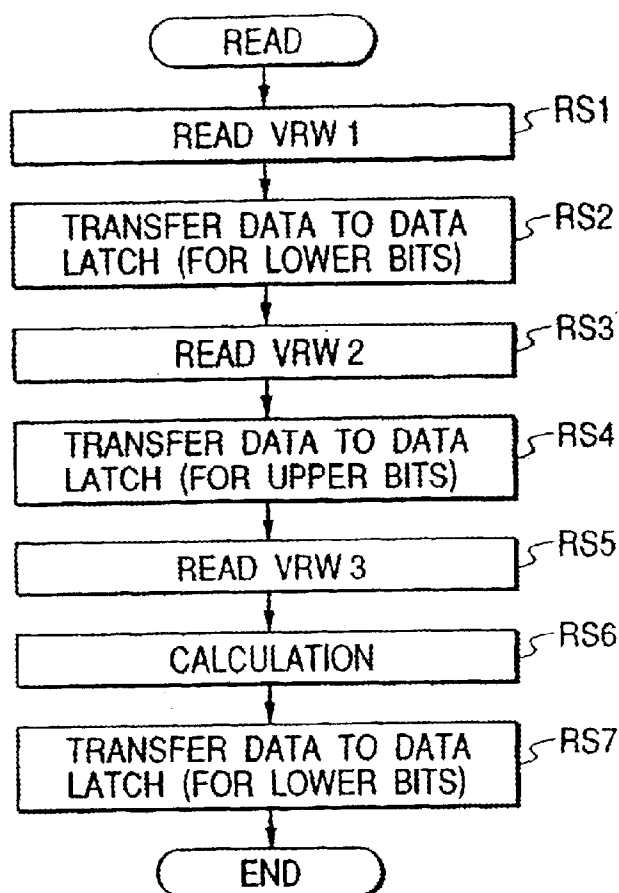 READ
READ VRW 1
RS1
TRANSFER DATA TO DATA
LATCH (FOR LOWER BITS)
RS2
READ VRW 2
RS3
TRANSFER DATA TO DATA
LATCH (FOR UPPER BITS)
RS4
READ VRW 3
RS5
CALCULATION
RS6
TRANSFER DATA TO DATA
LATCH (FOR LOWER BITS)
RS7
END